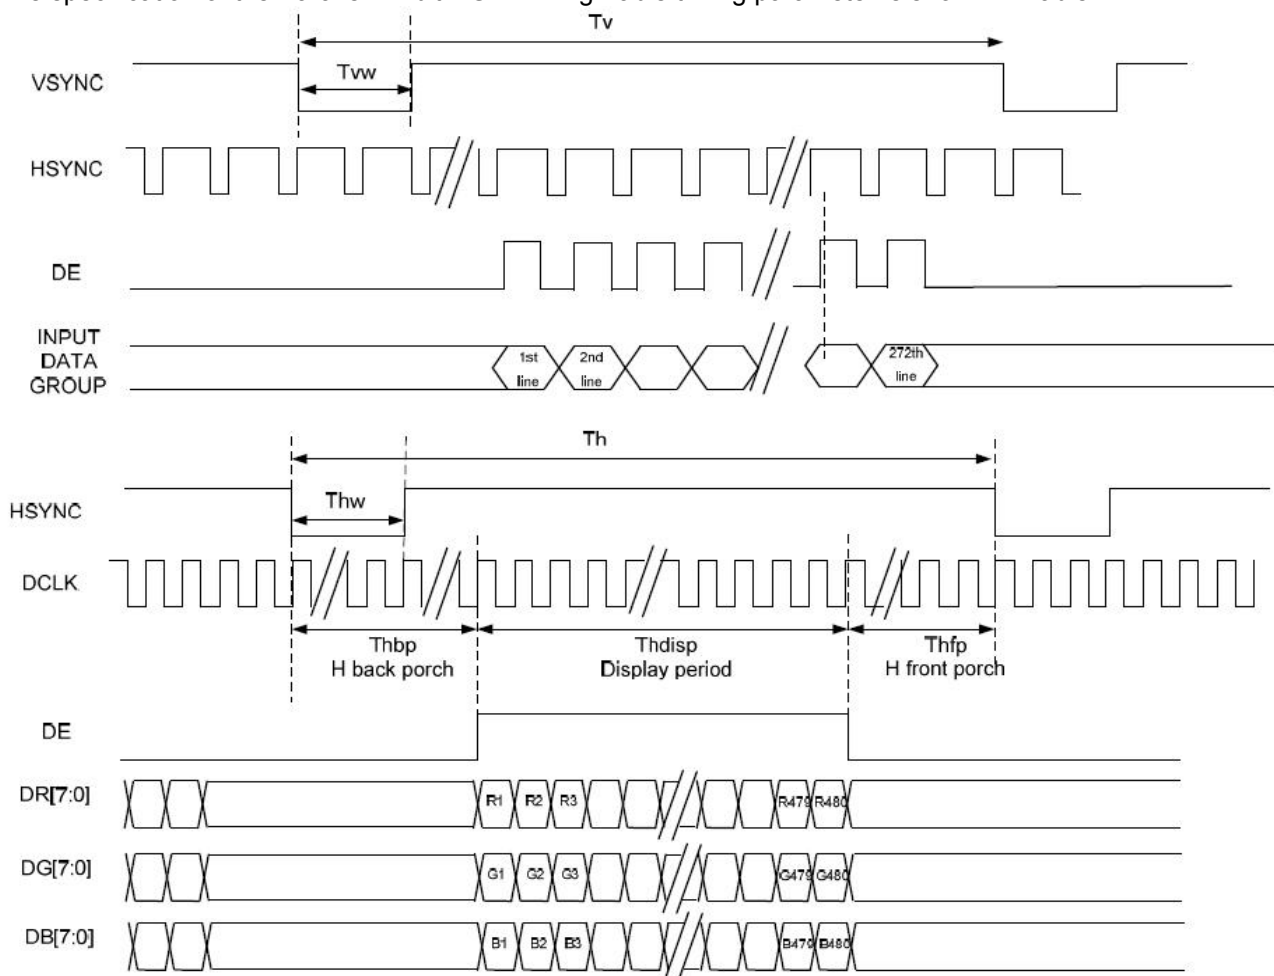 Tv
VSYNC
Tvw
HSYNC
DE
INPUT
DATA
GROUP
1st
line
2nd
line
272th
line
Th
HSYNC
Thw
DCLK
Thbp
H back porch
Thdisp
Display period
Thfp
H front porch
DE
DR[7:0]
R1 R2 R3 R479 R480
DG[7:0]
G1 G2 G3 G479 G480
DB[7:0]
B1 B2 B3 B479 B480